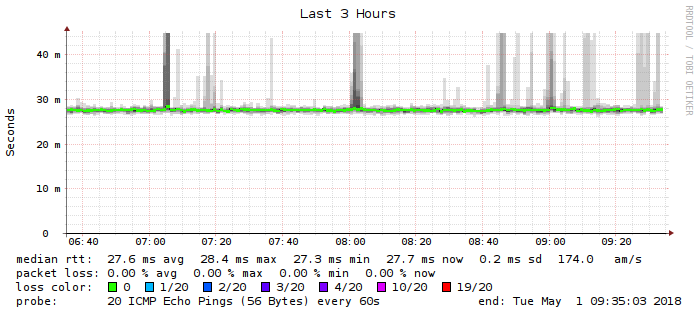 Last 3 Hours
RRDTOOL / TOBI OETIKER
Seconds
40 m
30 m
20 m
10 m
0
06:40 07:00 07:20 07:40 08:00 08:20 08:40 09:00 09:20
median rtt: 27.6 ms avg 28.4 ms max 27.3 ms min 27.7 ms now 0.2 ms sd 174.0 am/s
packet loss: 0.00 % avg 0.00 % max 0.00 % min 0.00 % now
loss color: 0 1/20 2/20 3/20 4/20 10/20 19/20
probe: 20 ICMP Echo Pings (56 Bytes) every 60s end: Tue May 1 09:35:03 2018